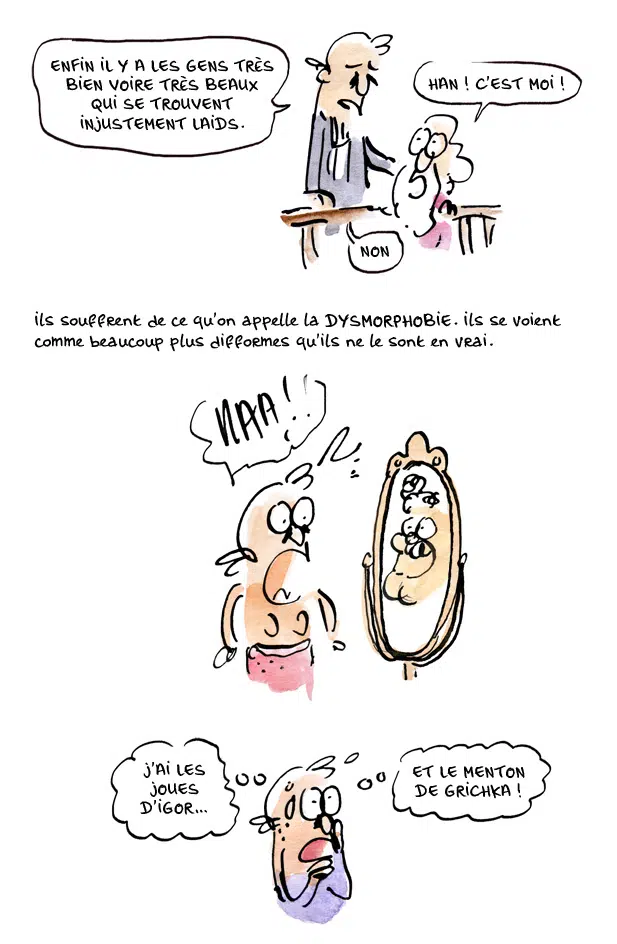 ENFIN iL Y A LES GENS TRÈS
BiEN VOiRE TRÈS BEAUX
QUi SE TROUVENT
iNJUSTEMENT LAiDS.
HAN ! C'EST MOi !
NON
ils souffrent de ce qu'on appelle la DYSMORPHOBiE. ils se voient
comme beaucoup plus difformes qu'ils ne le sont en vrai.
NAA!!..
J'Ai LES
JOUES
D'iGOR...
ET LE MENTON
DE GRiCHKA !